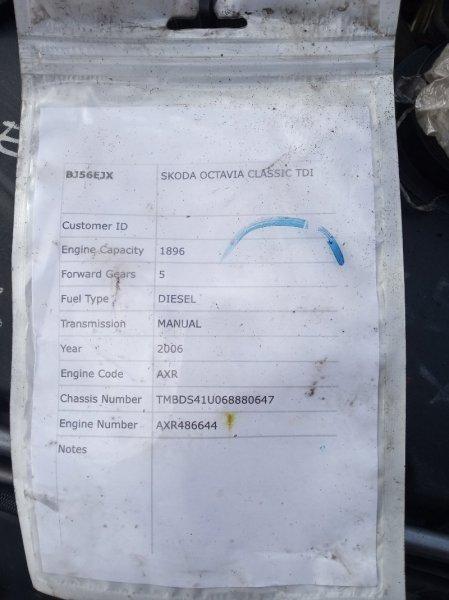 BJ56EJX SKODA OCTAVIA CLASSIC TDI
Customer ID
Engine Capacity 1896
Forward Gears 5
Fuel Type DIESEL
Transmission MANUAL
Year 2006
Engine Code AXR
Chassis Number TMBDS41U068880647
Engine Number AXR486644
Notes